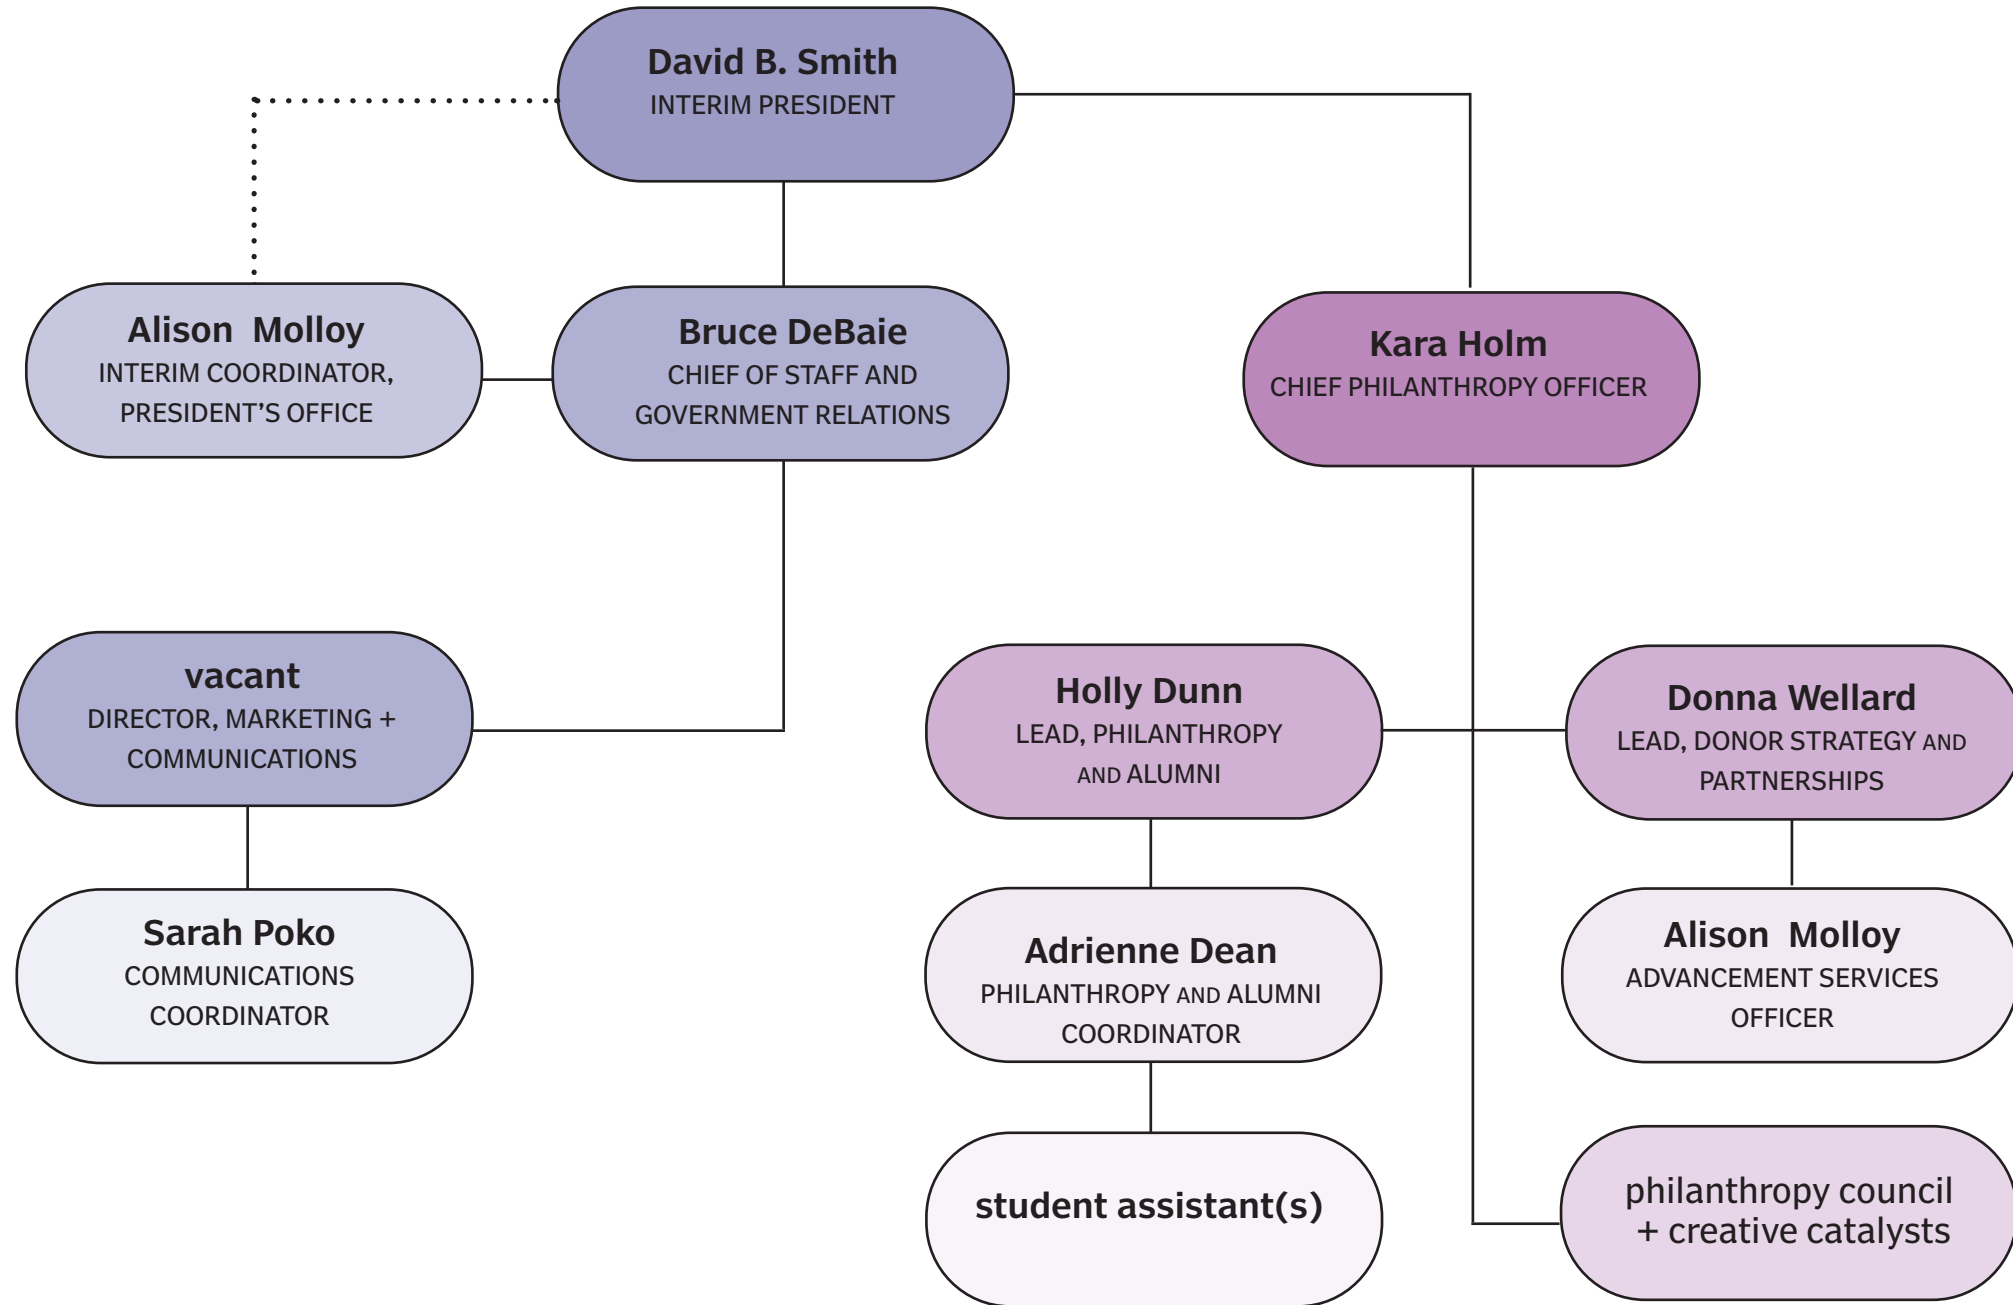 David B. Smith
INTERIM PRESIDENT
Alison Molloy
INTERIM COORDINATOR,
PRESIDENT’S OFFICE
Bruce DeBaie
CHIEF OF STAFF AND
GOVERNMENT RELATIONS
Kara Holm
CHIEF PHILANTHROPY OFFICER
vacant
DIRECTOR, MARKETING +
COMMUNICATIONS
Holly Dunn
LEAD, PHILANTHROPY
AND ALUMNI
Donna Wellard
LEAD, DONOR STRATEGY AND
PARTNERSHIPS
Sarah Poko
COMMUNICATIONS
COORDINATOR
Adrienne Dean
PHILANTHROPY AND ALUMNI
COORDINATOR
Alison Molloy
ADVANCEMENT SERVICES
OFFICER
student assistant(s)
philanthropy council
+ creative catalysts